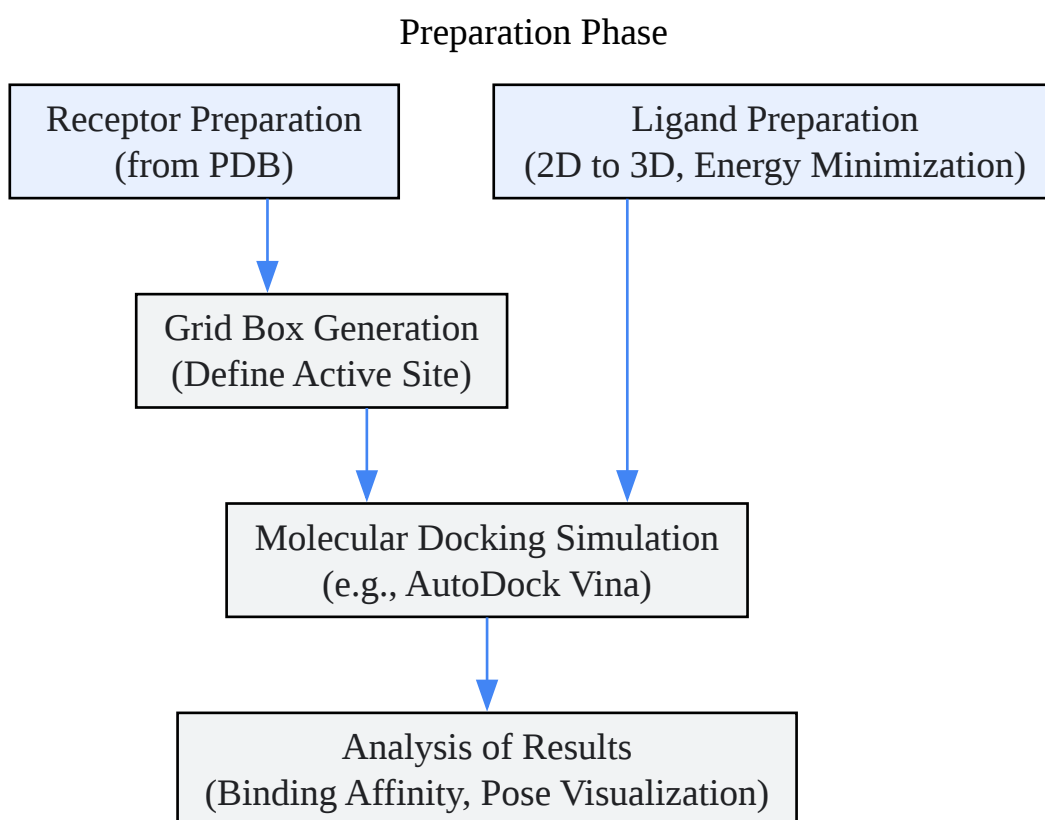 Preparation Phase
Receptor Preparation
(from PDB)
Ligand Preparation
(2D to 3D, Energy Minimization)
Grid Box Generation
(Define Active Site)
Molecular Docking Simulation
(e.g., AutoDock Vina)
Analysis of Results
(Binding Affinity, Pose Visualization)